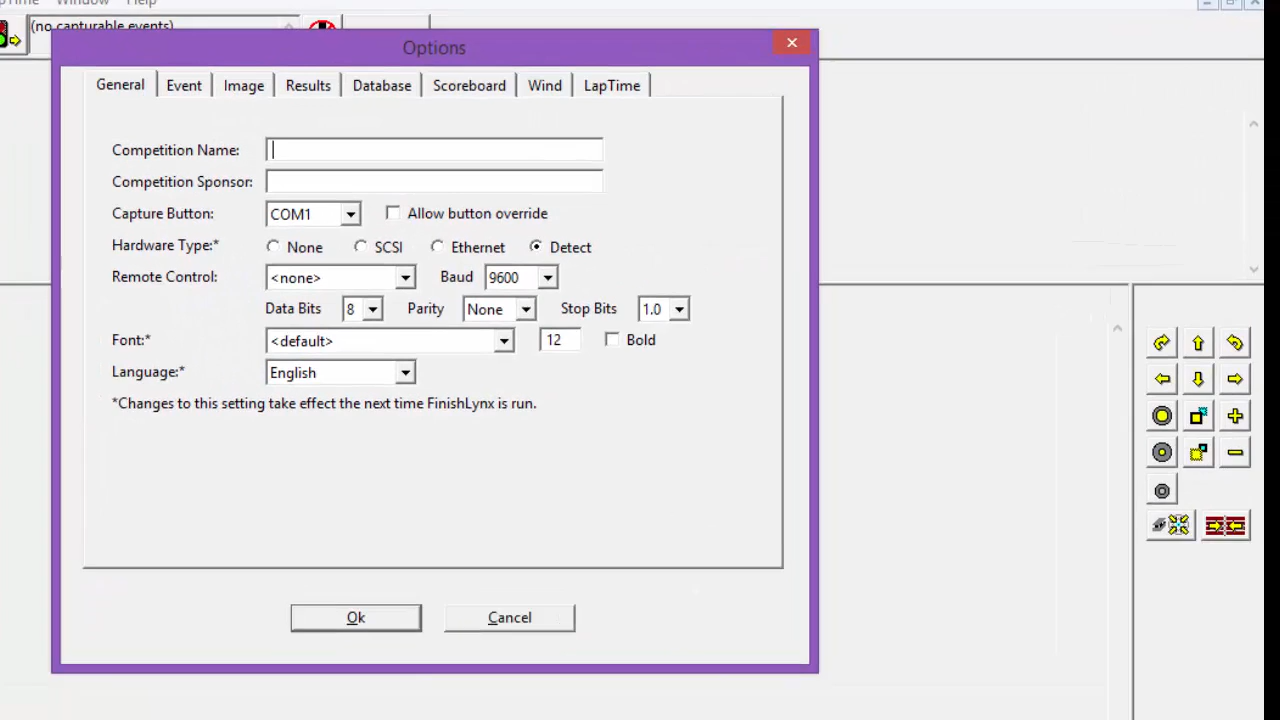 Time Window Help
(no capturable events)
Options
General Event Image Results Database Scoreboard Wind LapTime
Competition Name:
Competition Sponsor:
Capture Button: COM1 Allow button override
Hardware Type:* None SCSI Ethernet Detect
Remote Control: <none> Baud 9600
Data Bits 8 Parity None Stop Bits 1.0
Font:* <default> 12 Bold
Language:* English
*Changes to this setting take effect the next time FinishLynx is run.
Ok Cancel